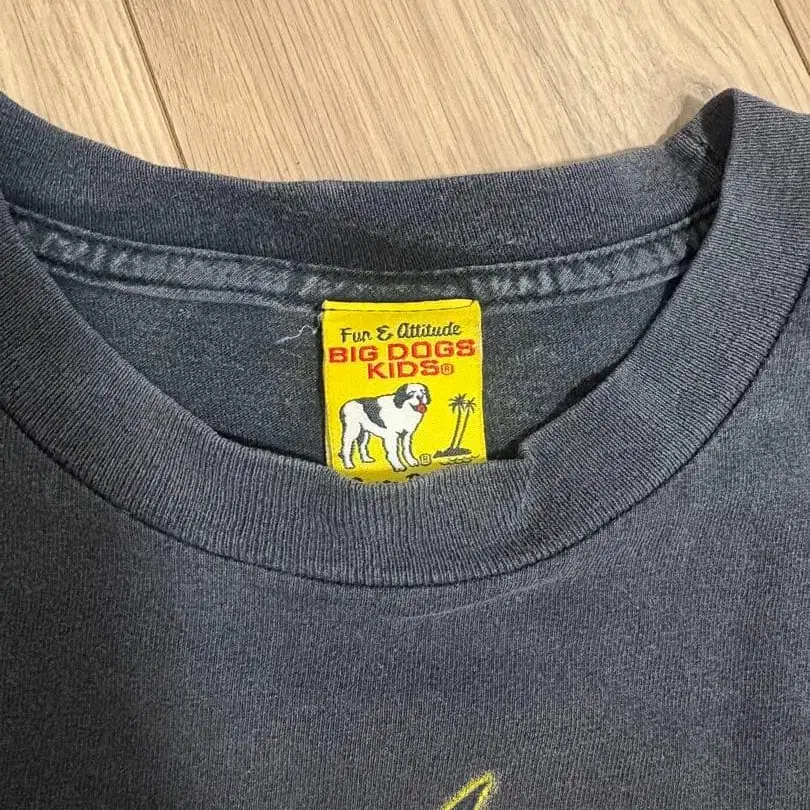 Fun & Attitude
BIG DOGS
KIDS®
®